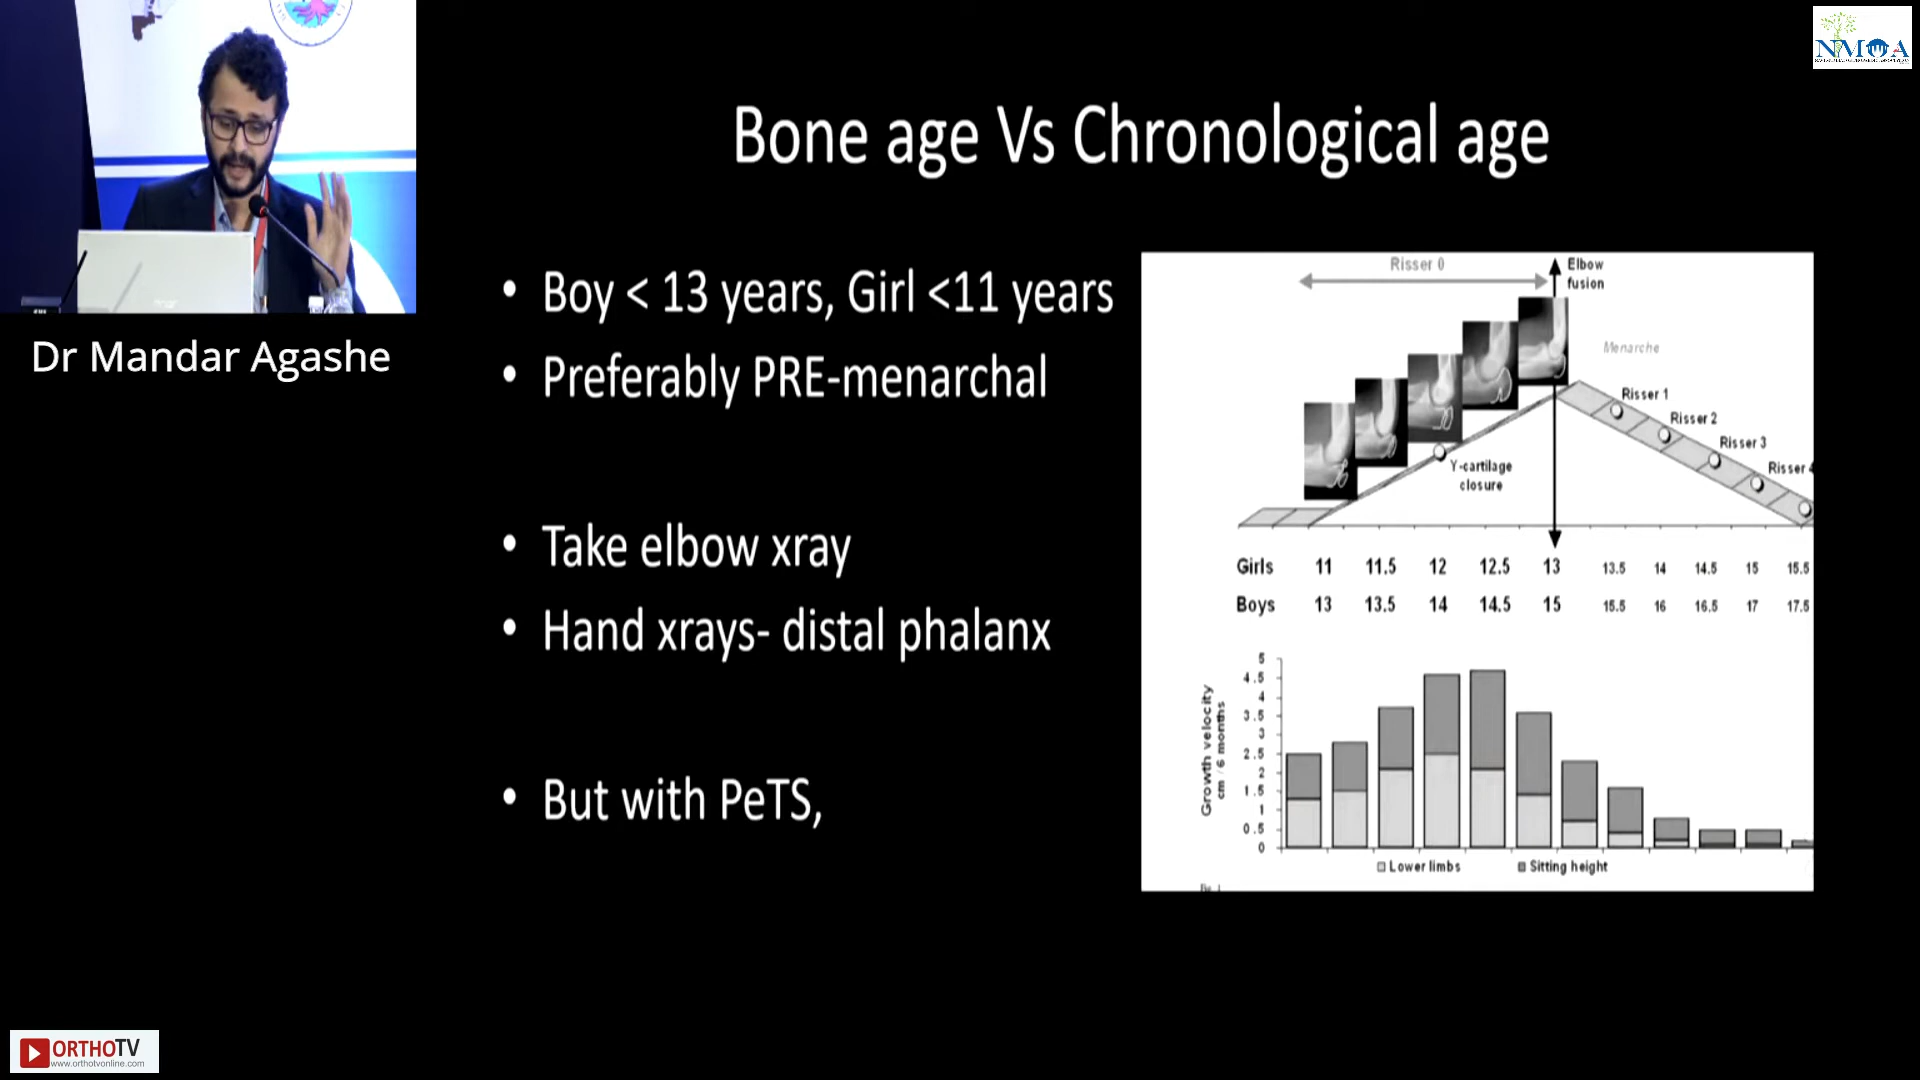 NMOA
Bone age Vs Chronological age
Dr Mandar Agashe
• Boy < 13 years, Girl <11 years
• Preferably PRE-menarchal
• Take elbow xray
• Hand xrays- distal phalanx
• But with PeTS,
Risser 0
Elbow
fusion
Menarche
Risser 1
Risser 2
Risser 3
Risser 4
Y-cartilage
closure
Girls 11 11.5 12 12.5 13 13.5 14 14.5 15 15.5
Boys 13 13.5 14 14.5 15 15.5 16 16.5 17 17.5
Growth velocity
cm / 6 months
5
4.5
4
3.5
3
2.5
2
1.5
1
0.5
0
Lower limbs Sitting height
ORTHOTV
www.orthotvonline.com